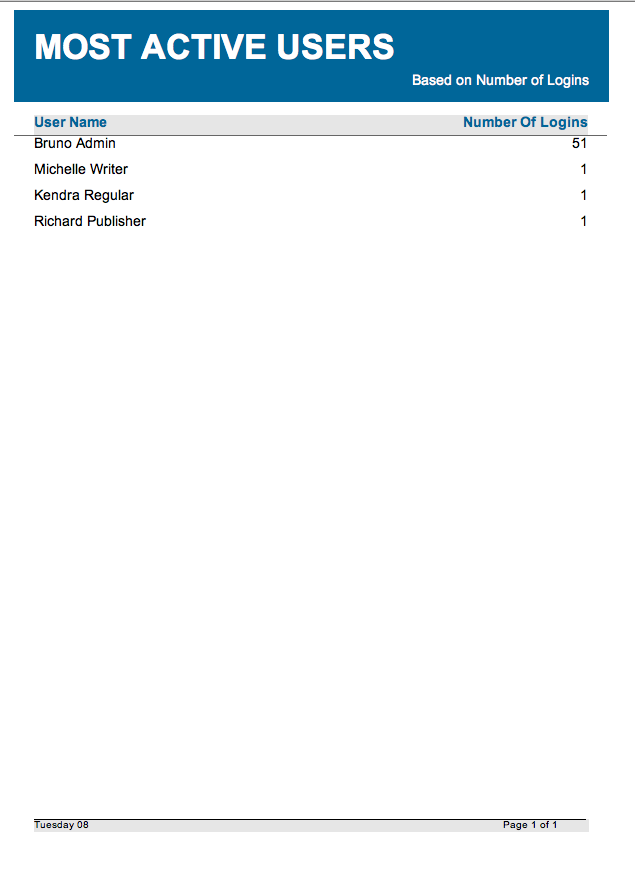 MOST ACTIVE USERS
Based on Number of Logins
User Name Number Of Logins
Bruno Admin 51
Michelle Writer 1
Kendra Regular 1
Richard Publisher 1
Tuesday 08 Page 1 of 1